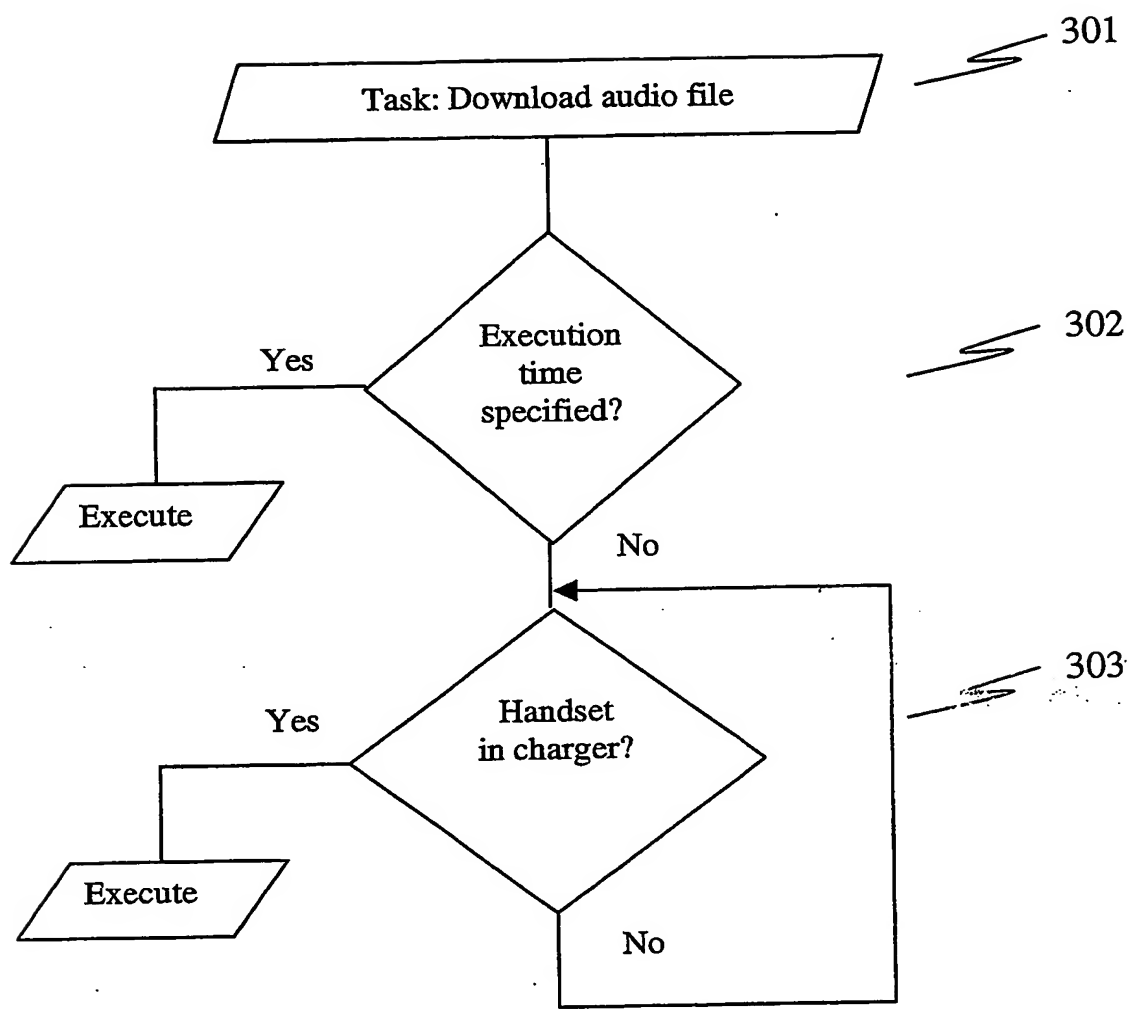 301
Task: Download audio file
302
Execution
time
specified?
Yes
Execute
No
303
Handset
in charger?
Yes
Execute
No